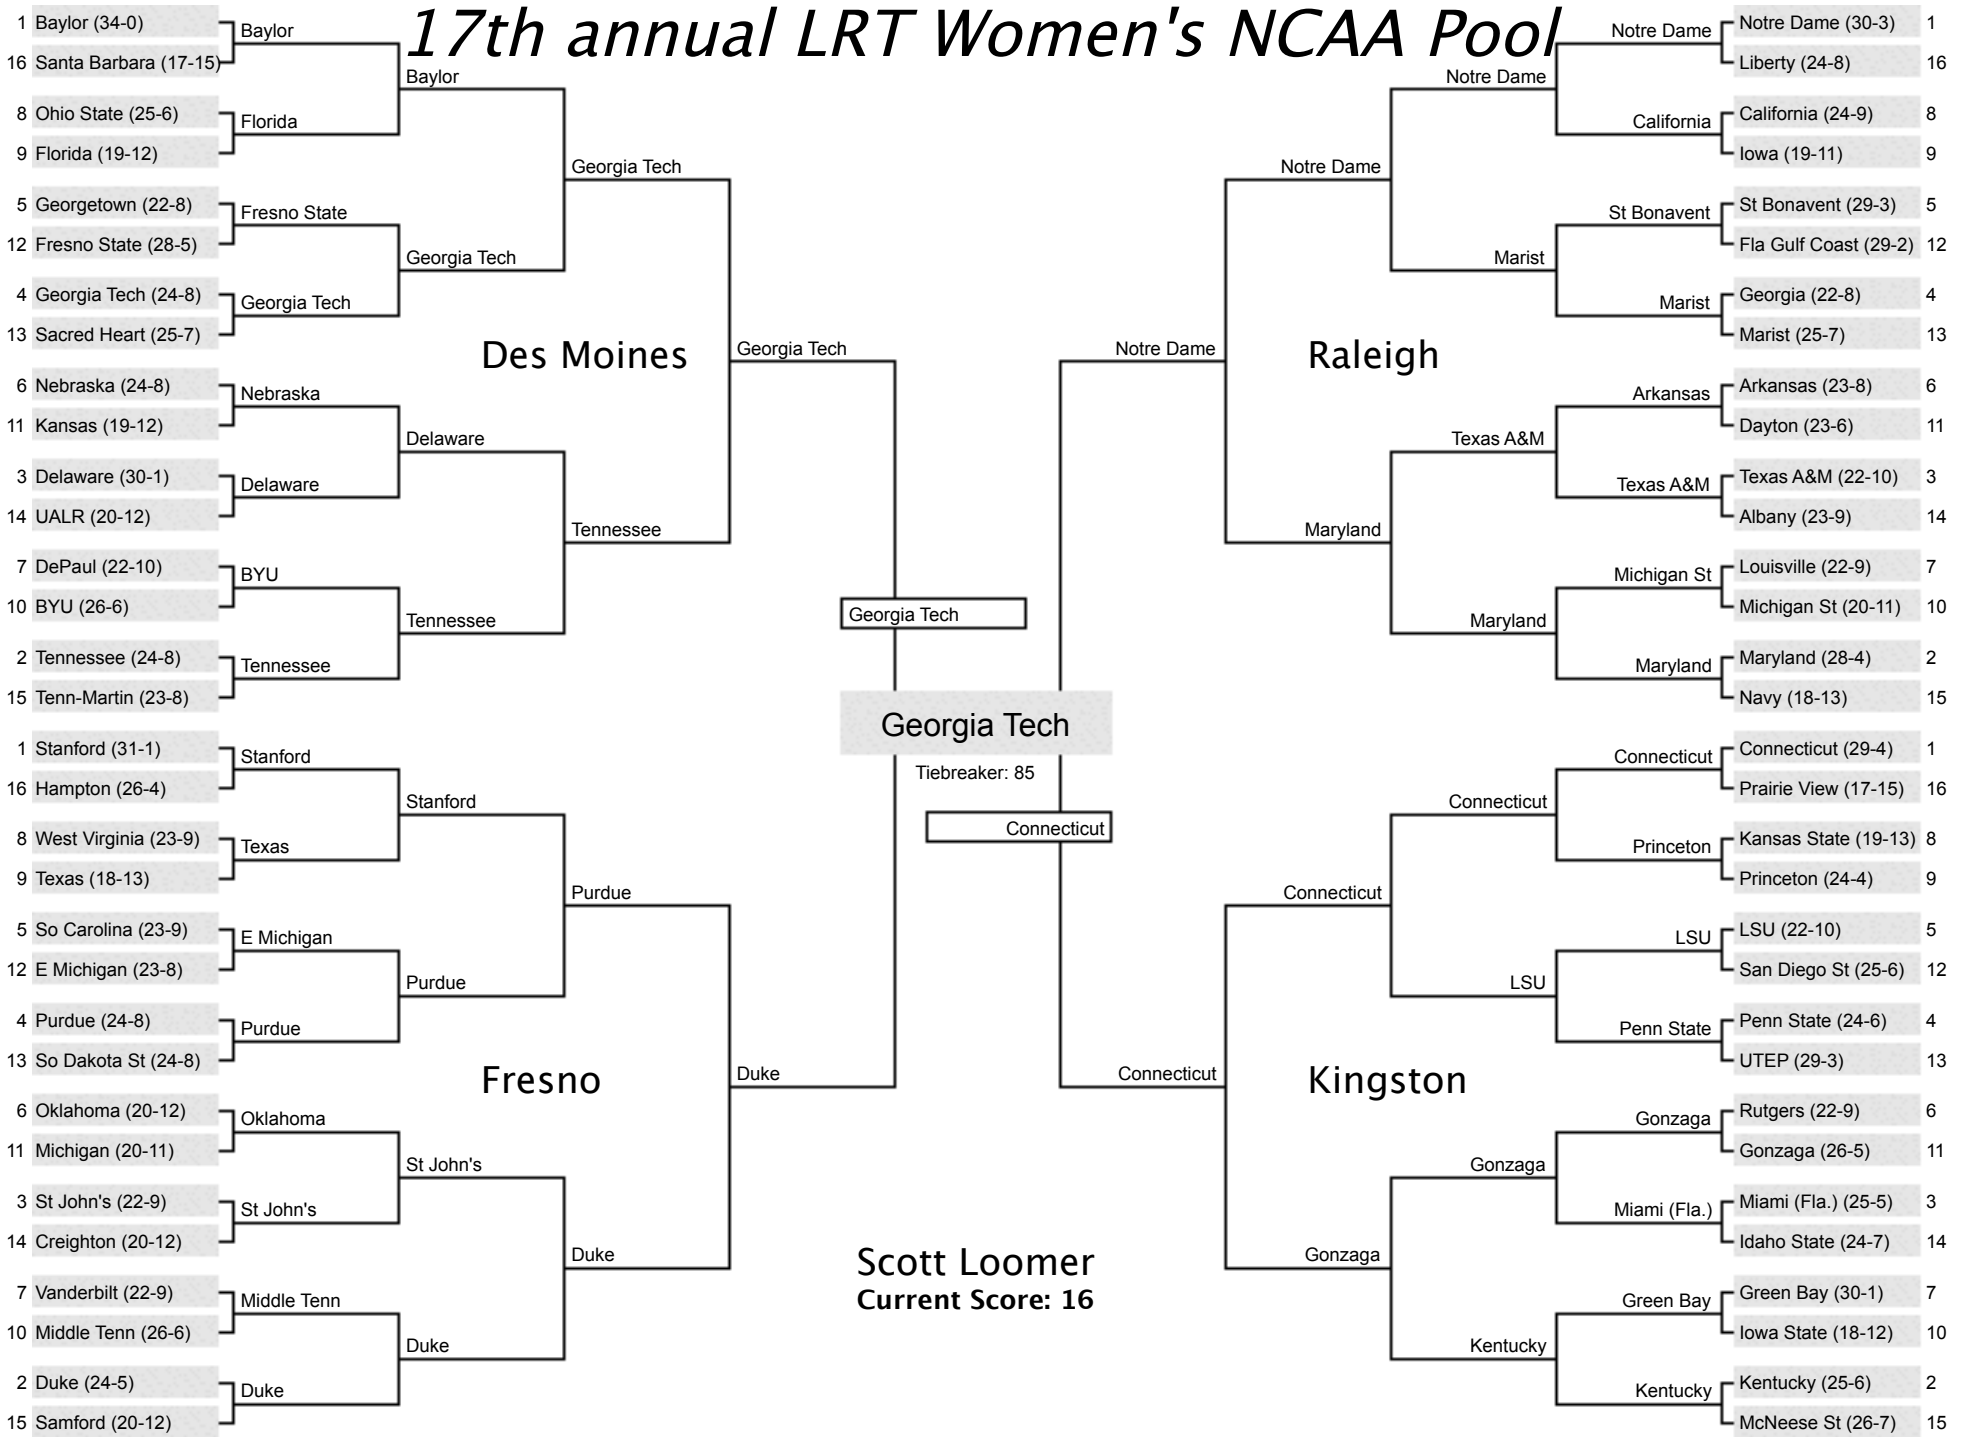 17th annual LRT Women's NCAA Pool
1 Baylor (34-0)
16 Santa Barbara (17-15)
8 Ohio State (25-6)
9 Florida (19-12)
5 Georgetown (22-8)
12 Fresno State (28-5)
4 Georgia Tech (24-8)
13 Sacred Heart (25-7)
6 Nebraska (24-8)
11 Kansas (19-12)
3 Delaware (30-1)
14 UALR (20-12)
7 DePaul (22-10)
10 BYU (26-6)
2 Tennessee (24-8)
15 Tenn-Martin (23-8)
Baylor
Florida
Fresno State
Georgia Tech
Nebraska
Delaware
BYU
Tennessee
Baylor
Georgia Tech
Delaware
Tennessee
Georgia Tech
Tennessee
Des Moines
Georgia Tech
1 Stanford (31-1)
16 Hampton (26-4)
8 West Virginia (23-9)
9 Texas (18-13)
5 So Carolina (23-9)
12 E Michigan (23-8)
4 Purdue (24-8)
13 So Dakota St (24-8)
6 Oklahoma (20-12)
11 Michigan (20-11)
3 St John's (22-9)
14 Creighton (20-12)
7 Vanderbilt (22-9)
10 Middle Tenn (26-6)
2 Duke (24-5)
15 Samford (20-12)
Stanford
Texas
E Michigan
Purdue
Oklahoma
St John's
Middle Tenn
Duke
Stanford
Purdue
St John's
Duke
Purdue
Duke
Fresno
Duke
Georgia Tech
Georgia Tech
Tiebreaker: 85
Connecticut
Scott Loomer
Current Score: 16
Notre Dame (30-3) 1
Liberty (24-8) 16
California (24-9) 8
Iowa (19-11) 9
St Bonavent (29-3) 5
Fla Gulf Coast (29-2) 12
Georgia (22-8) 4
Marist (25-7) 13
Arkansas (23-8) 6
Dayton (23-6) 11
Texas A&M (22-10) 3
Albany (23-9) 14
Louisville (22-9) 7
Michigan St (20-11) 10
Maryland (28-4) 2
Navy (18-13) 15
Notre Dame
California
St Bonavent
Marist
Arkansas
Texas A&M
Michigan St
Maryland
Notre Dame
Marist
Texas A&M
Maryland
Notre Dame
Maryland
Raleigh
Notre Dame
Connecticut (29-4) 1
Prairie View (17-15) 16
Kansas State (19-13) 8
Princeton (24-4) 9
LSU (22-10) 5
San Diego St (25-6) 12
Penn State (24-6) 4
UTEP (29-3) 13
Rutgers (22-9) 6
Gonzaga (26-5) 11
Miami (Fla.) (25-5) 3
Idaho State (24-7) 14
Green Bay (30-1) 7
Iowa State (18-12) 10
Kentucky (25-6) 2
McNeese St (26-7) 15
Connecticut
Princeton
LSU
Penn State
Gonzaga
Miami (Fla.)
Green Bay
Kentucky
Connecticut
LSU
Gonzaga
Kentucky
Connecticut
Gonzaga
Kingston
Connecticut